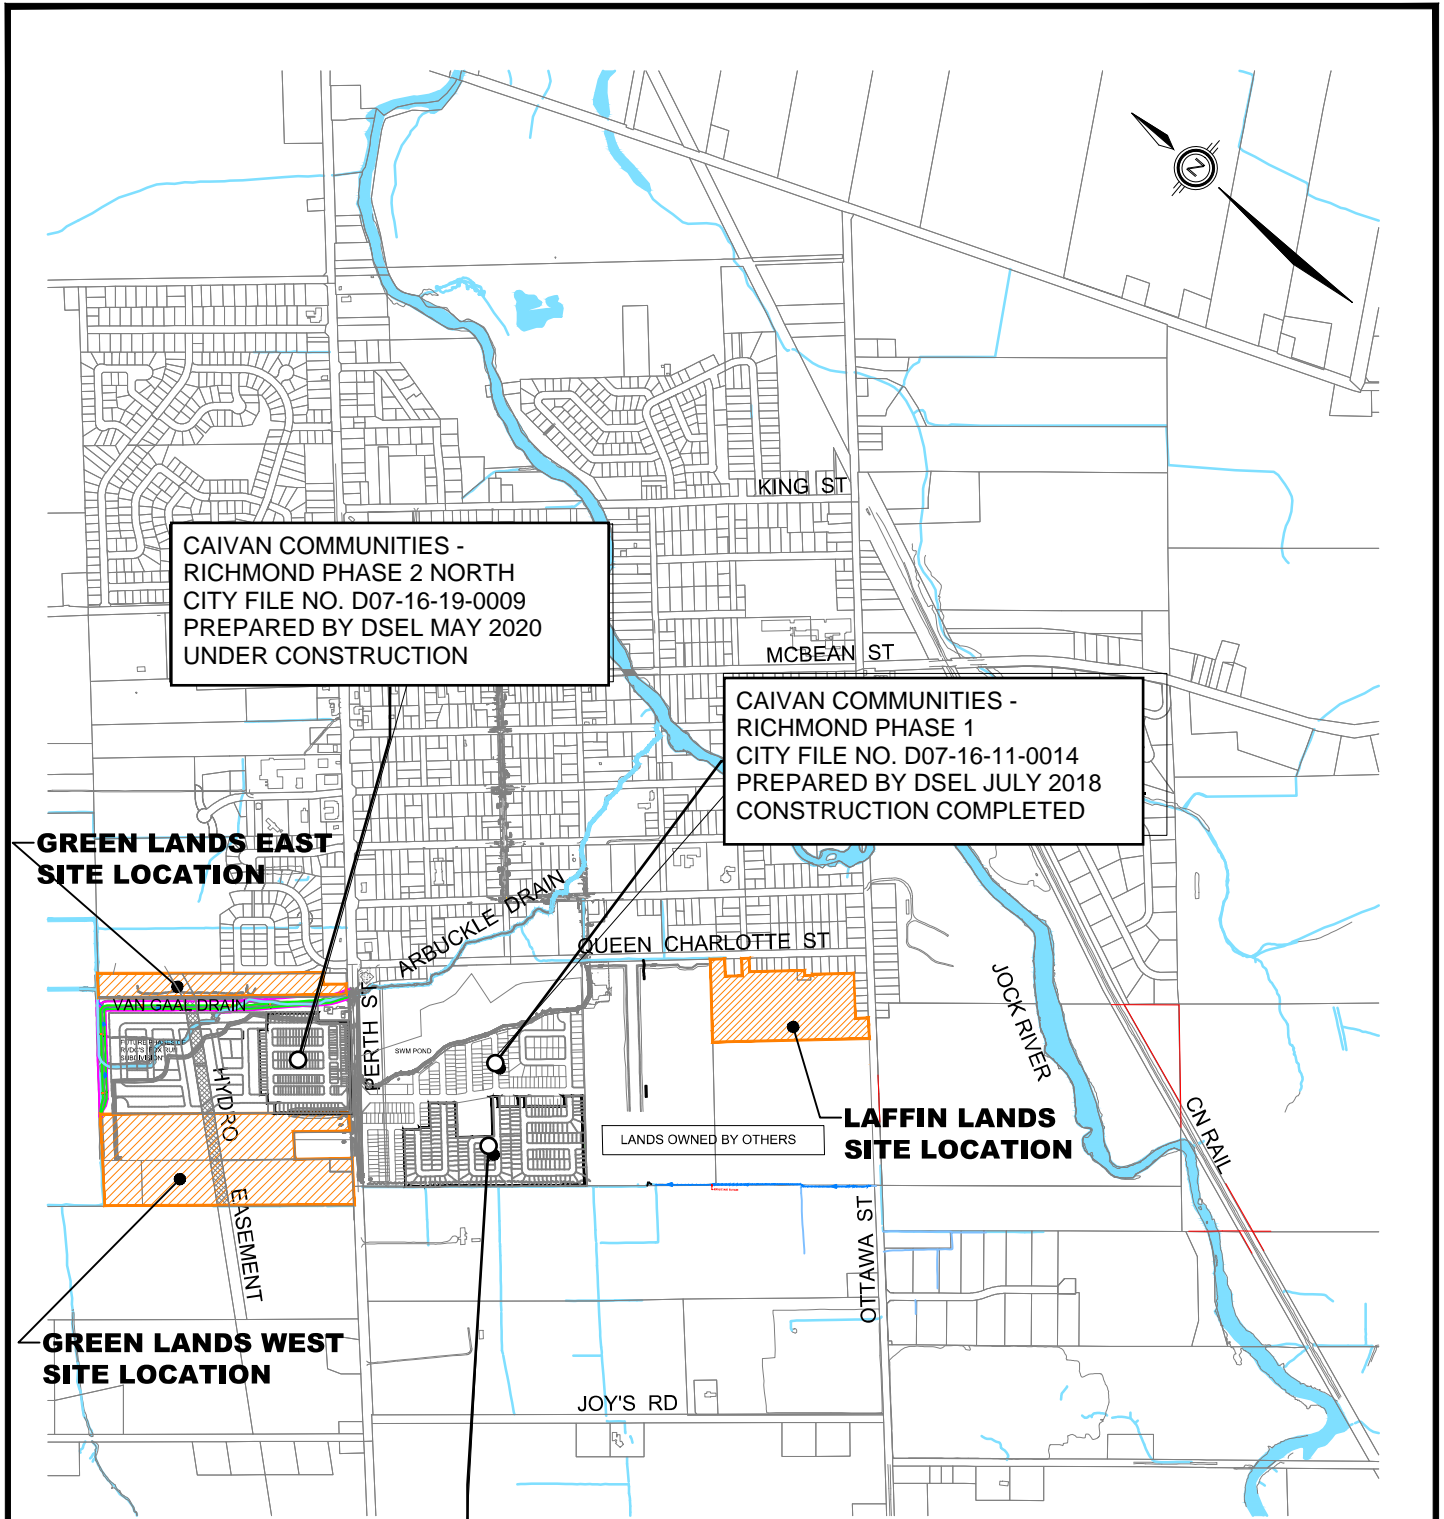 N
KING ST
CAIVAN COMMUNITIES -
RICHMOND PHASE 2 NORTH
CITY FILE NO. D07-16-19-0009
PREPARED BY DSEL MAY 2020
UNDER CONSTRUCTION
MCBEAN ST
CAIVAN COMMUNITIES -
RICHMOND PHASE 1
CITY FILE NO. D07-16-11-0014
PREPARED BY DSEL JULY 2018
CONSTRUCTION COMPLETED
GREEN LANDS EAST
SITE LOCATION
ARBUCKLE DRAIN
QUEEN CHARLOTTE ST
VAN GAAL DRAIN
PERTH ST
JOCK RIVER
FUTURE PHASES OF
SUBDIVISION
SWM POND
HYDRO
EASEMENT
LAFFIN LANDS
SITE LOCATION
LANDS OWNED BY OTHERS
CN RAIL
OTTAWA ST
GREEN LANDS WEST
SITE LOCATION
JOY'S RD